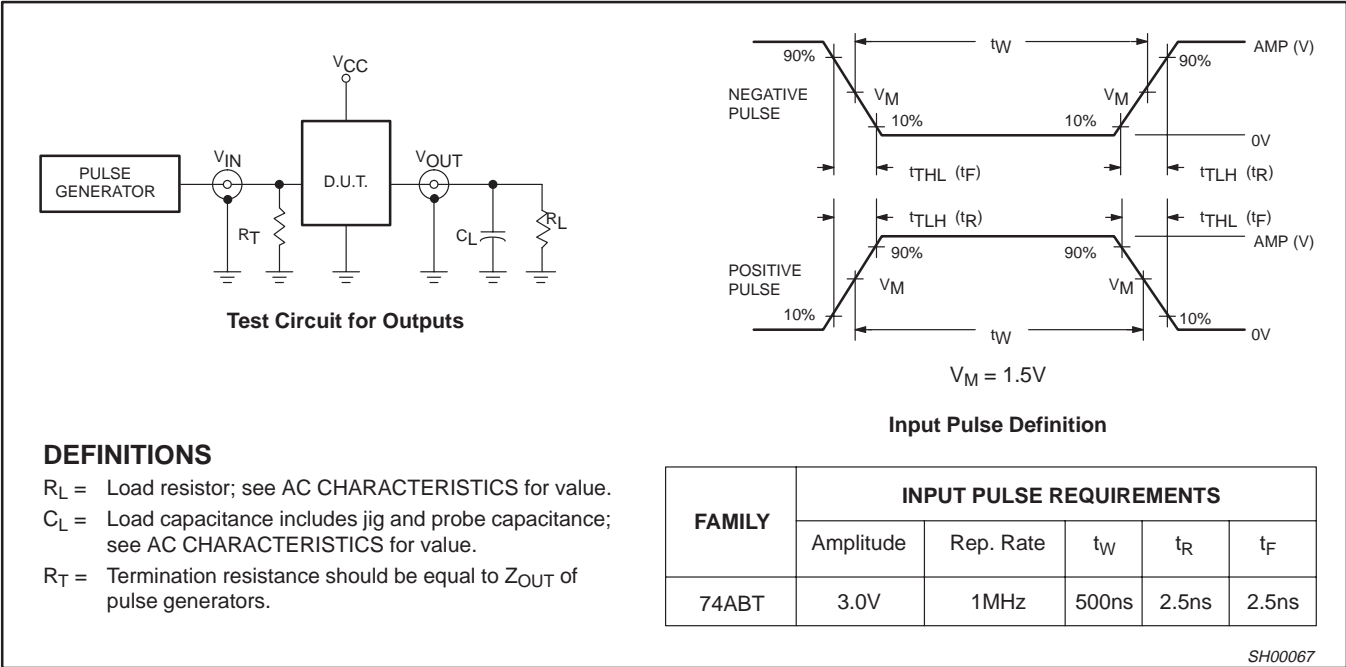 VCC
VIN
VOUT
PULSE
GENERATOR
D.U.T.
RT
CL
RL
Test Circuit for Outputs
tW
AMP (V)
90%
90%
NEGATIVE
PULSE
VM
VM
10%
10%
0V
tTHL (tF)
tTLH (tR)
tTLH (tR)
tTHL (tF)
AMP (V)
90%
90%
POSITIVE
PULSE
VM
VM
10%
10%
tW
0V
VM = 1.5V
Input Pulse Definition
DEFINITIONS
RL = Load resistor; see AC CHARACTERISTICS for value.
CL = Load capacitance includes jig and probe capacitance;
see AC CHARACTERISTICS for value.
RT = Termination resistance should be equal to ZOUT of
pulse generators.
FAMILY
INPUT PULSE REQUIREMENTS
Amplitude Rep. Rate tW tR tF
74ABT 3.0V 1MHz 500ns 2.5ns 2.5ns
SH00067